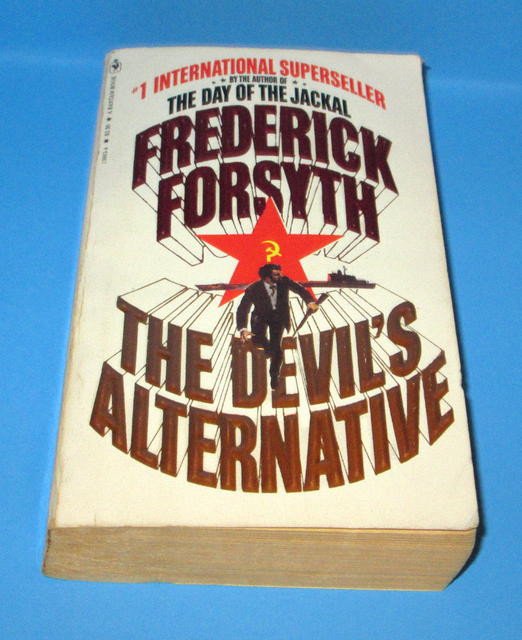 #1 INTERNATIONAL SUPERSELLER
BY THE AUTHOR OF
THE DAY OF THE JACKAL
FREDERICK
FORSYTH
THE DEVIL'S
ALTERNATIVE